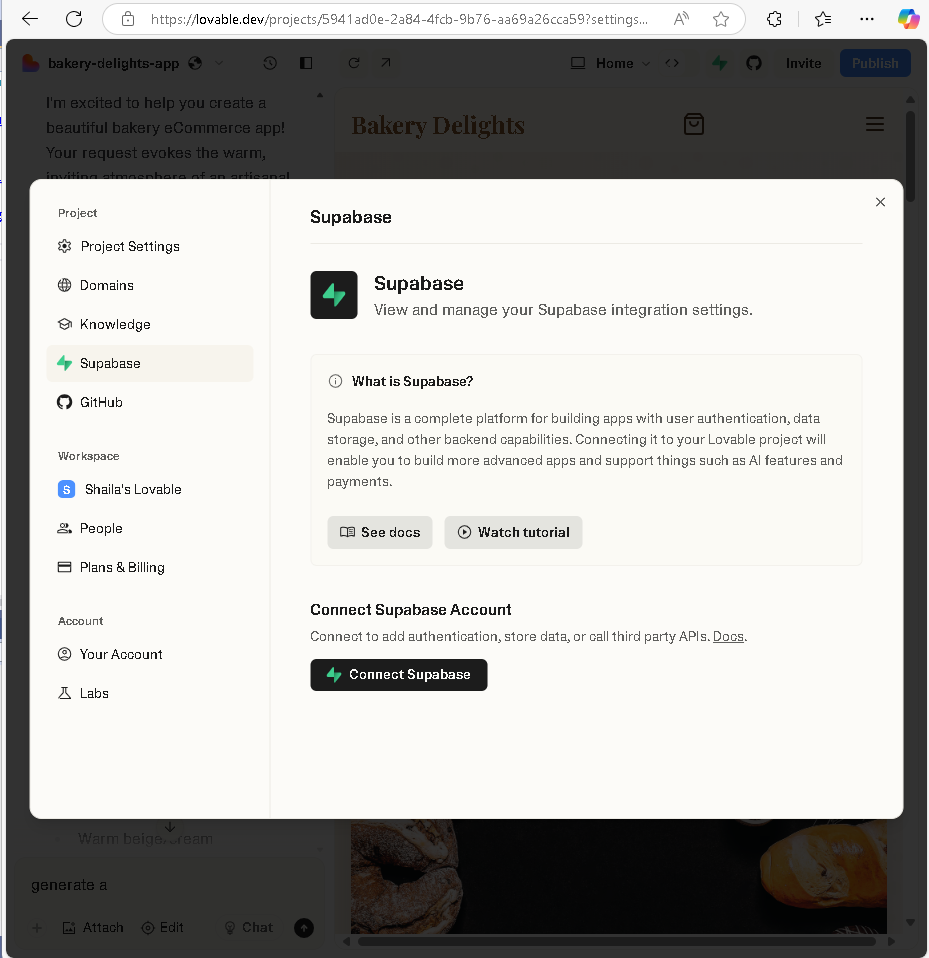 https://lovable.dev/projects/5941ad0e-2a84-4fcb-9b76-aa69a26cca59?settings...
bakery-delights-app
Home
Invite
Publish
I'm excited to help you create a
beautiful bakery eCommerce app!
Your request evokes the warm,
inviting atmosphere of an artisanal
Bakery Delights
Project
Project Settings
Domains
Knowledge
Supabase
GitHub
Workspace
S Shaila's Lovable
People
Plans & Billing
Account
Your Account
Labs
Supabase
Supabase
View and manage your Supabase integration settings.
What is Supabase?
Supabase is a complete platform for building apps with user authentication, data
storage, and other backend capabilities. Connecting it to your Lovable project will
enable you to build more advanced apps and support things such as AI features and
payments.
See docs
Watch tutorial
Connect Supabase Account
Connect to add authentication, store data, or call third party APIs. Docs.
Connect Supabase
Warm beige/cream
generate a
Attach
Edit
Chat